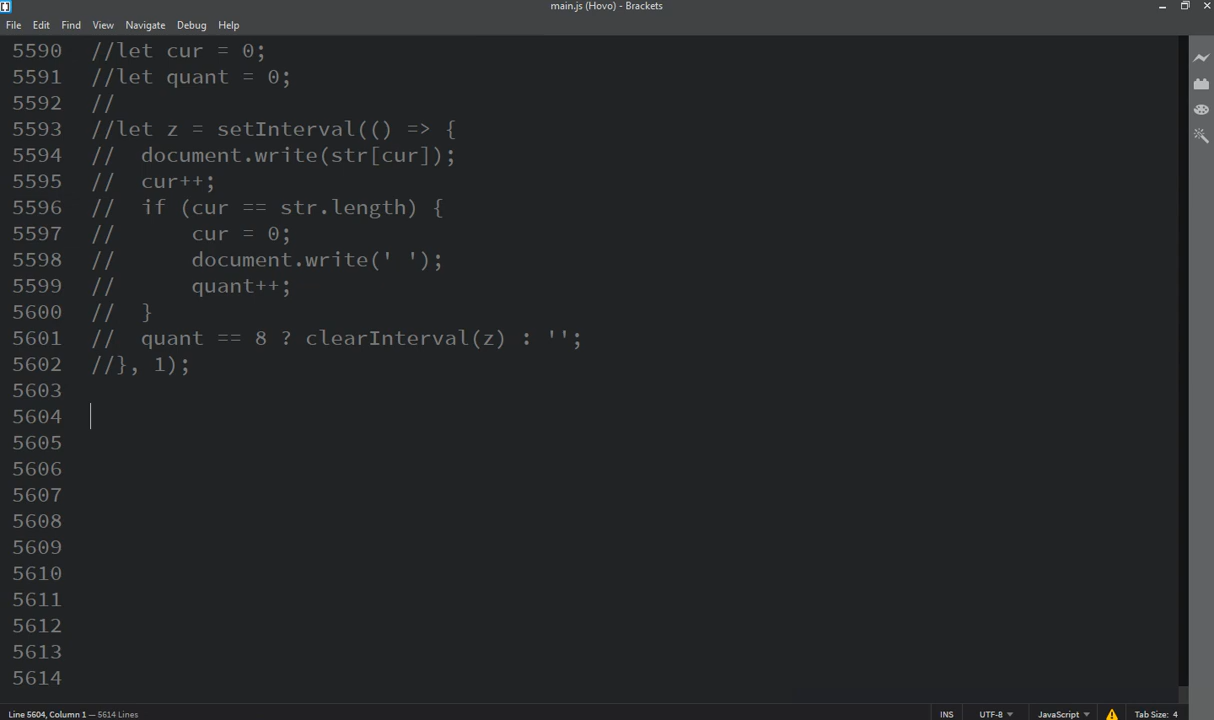 main.js (Hovo) - Brackets
File Edit Find View Navigate Debug Help
5590 //let cur = 0;
5591 //let quant = 0;
5592 //
5593 //let z = setInterval(() => {
5594 //  document.write(str[cur]);
5595 //  cur++;
5596 //  if (cur == str.length) {
5597 //      cur = 0;
5598 //      document.write(' ');
5599 //      quant++;
5600 //  }
5601 //  quant == 8 ? clearInterval(z) : '';
5602 //}, 1);
5603
5604
5605
5606
5607
5608
5609
5610
5611
5612
5613
5614
Line 5604, Column 1 — 5614 Lines INS UTF-8 JavaScript Tab Size: 4